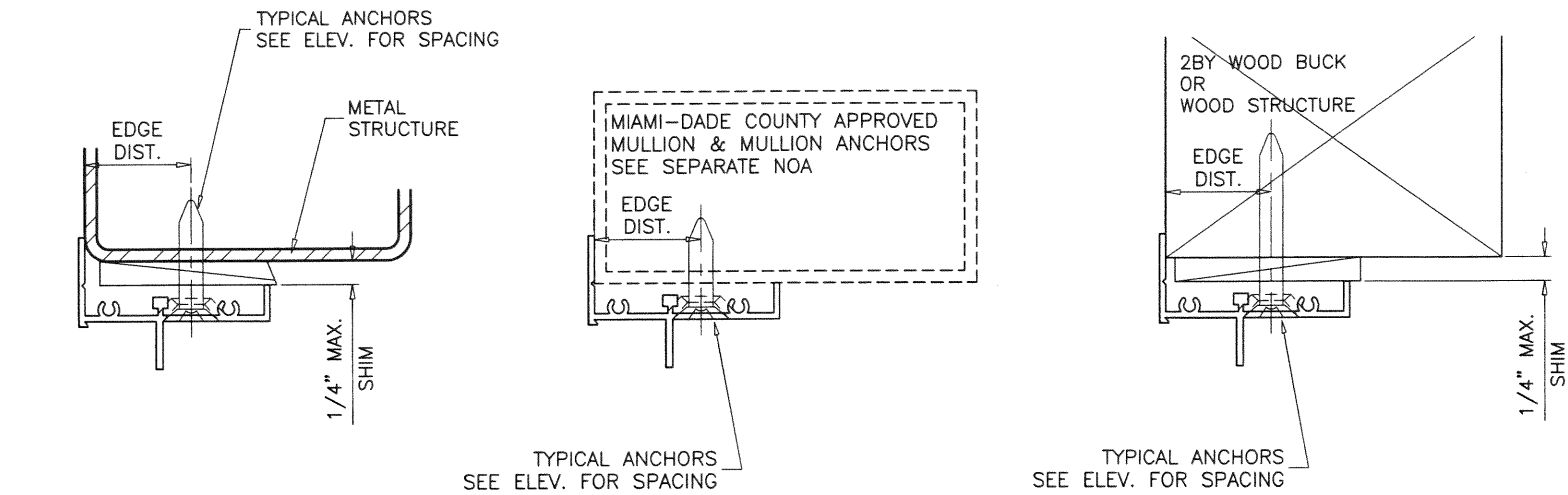 TYPICAL ANCHORS
SEE ELEV. FOR SPACING
METAL
STRUCTURE
EDGE
DIST.
1/4" MAX.
SHIM
MIAMI-DADE COUNTY APPROVED
MULLION & MULLION ANCHORS
SEE SEPARATE NOA
EDGE
DIST.
TYPICAL ANCHORS
SEE ELEV. FOR SPACING
2BY WOOD BUCK
OR
WOOD STRUCTURE
EDGE
DIST.
1/4" MAX.
SHIM
TYPICAL ANCHORS
SEE ELEV. FOR SPACING